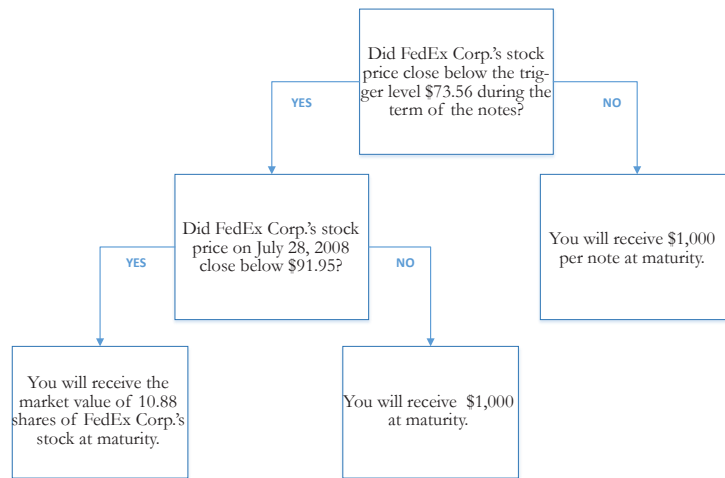 Did FedEx Corp.'s stock
price close below the trig-
ger level $73.56 during the
term of the notes?
YES
NO
Did FedEx Corp.'s stock
price on July 28, 2008
close below $91.95?
You will receive $1,000
per note at maturity.
YES
NO
You will receive the
market value of 10.88
shares of FedEx Corp.'s
stock at maturity.
You will receive $1,000
at maturity.